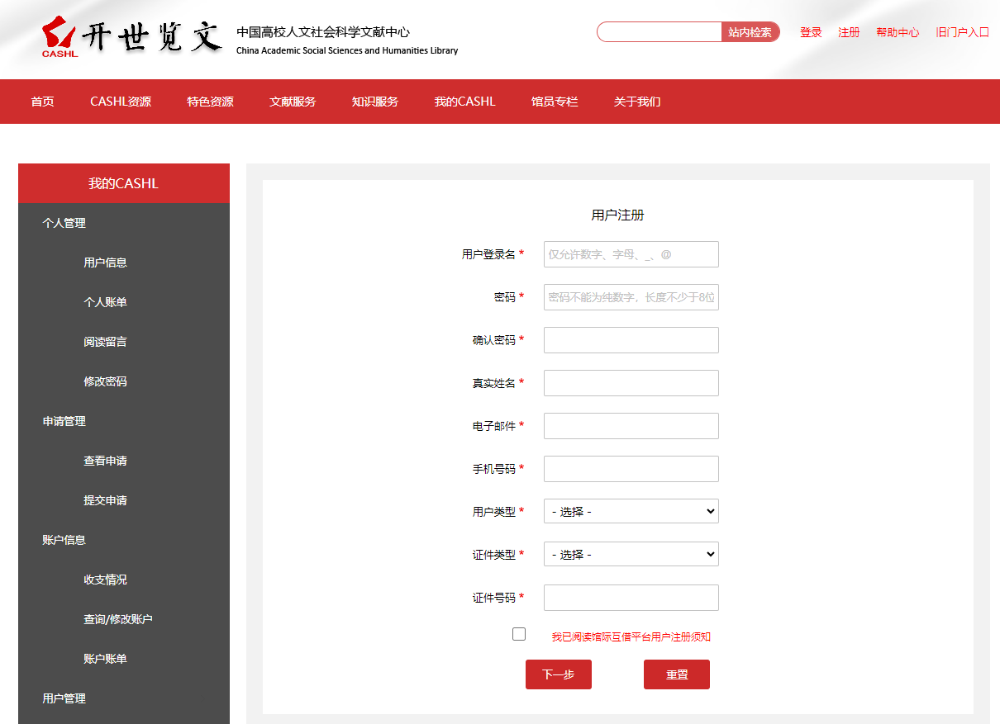 CASHL
开世览文
中国高校人文社会科学文献中心
China Academic Social Sciences and Humanities Library
站内检索
登录 注册 帮助中心 旧门户入口
首页 CASHL资源 特色资源 文献服务 知识服务 我的CASHL 馆员专栏 关于我们
我的CASHL
个人管理
用户信息
个人账单
阅读留言
修改密码
申请管理
查看申请
提交申请
账户信息
收支情况
查询/修改账户
账户账单
用户管理
用户注册
用户登录名 * 仅允许数字、字母、_、@
密码 * 密码不能为纯数字，长度不少于8位
确认密码 *
真实姓名 *
电子邮件 *
手机号码 *
用户类型 * - 选择 -
证件类型 * - 选择 -
证件号码 *
我已阅读馆际互借平台用户注册须知
下一步 重置